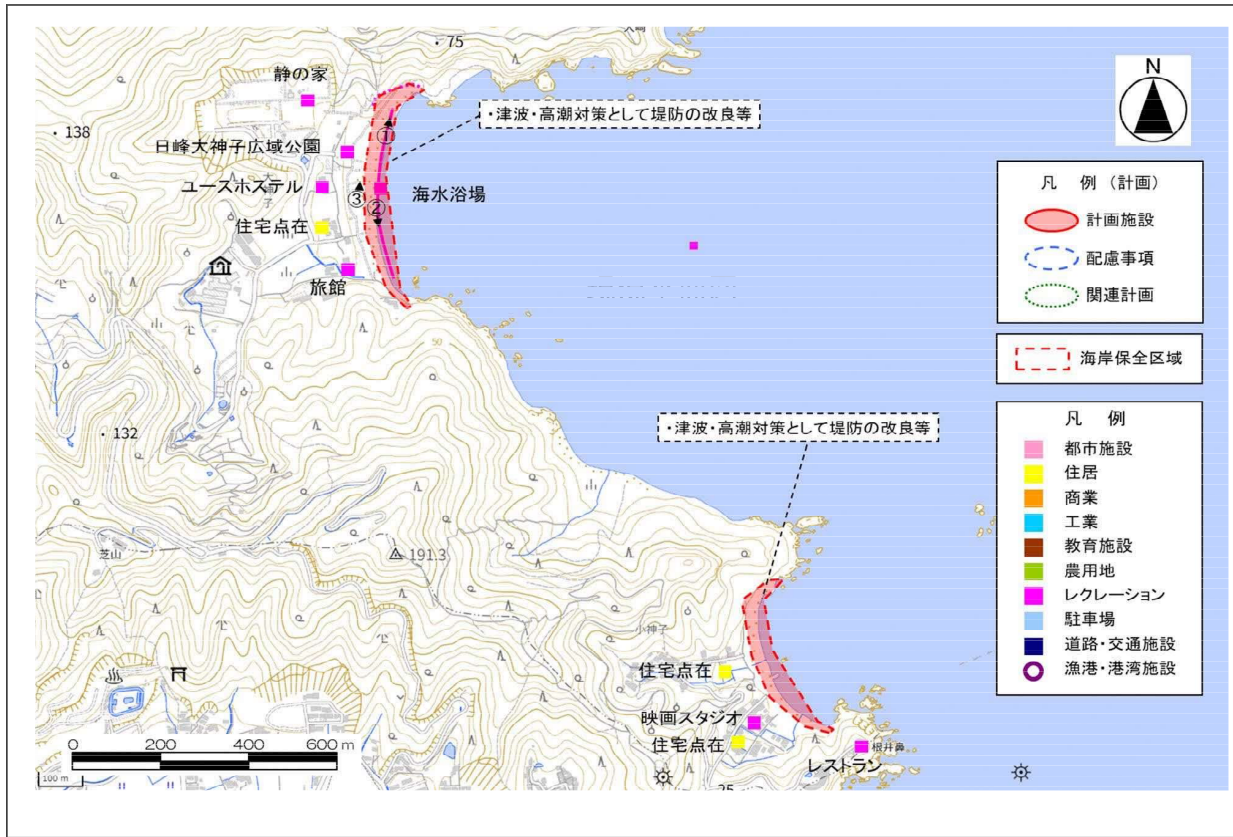 75
静の家
138
・津波・高潮対策として堤防の改良等
N
①
日峰大神子広域公園
凡 例 (計画)
ユースホステル
③
海水浴場
計画施設
②
住宅点在
配慮事項
旅館
関連計画
50
海岸保全区域
・津波・高潮対策として堤防の改良等
132
凡 例
都市施設
住居
商業
工業
芝山
191.3
教育施設
農用地
レクレーション
駐車場
小神子
道路・交通施設
住宅点在
漁港・港湾施設
映画スタジオ
住宅点在
根井鼻
レストラン
0 200 400 600 m
100 m
25